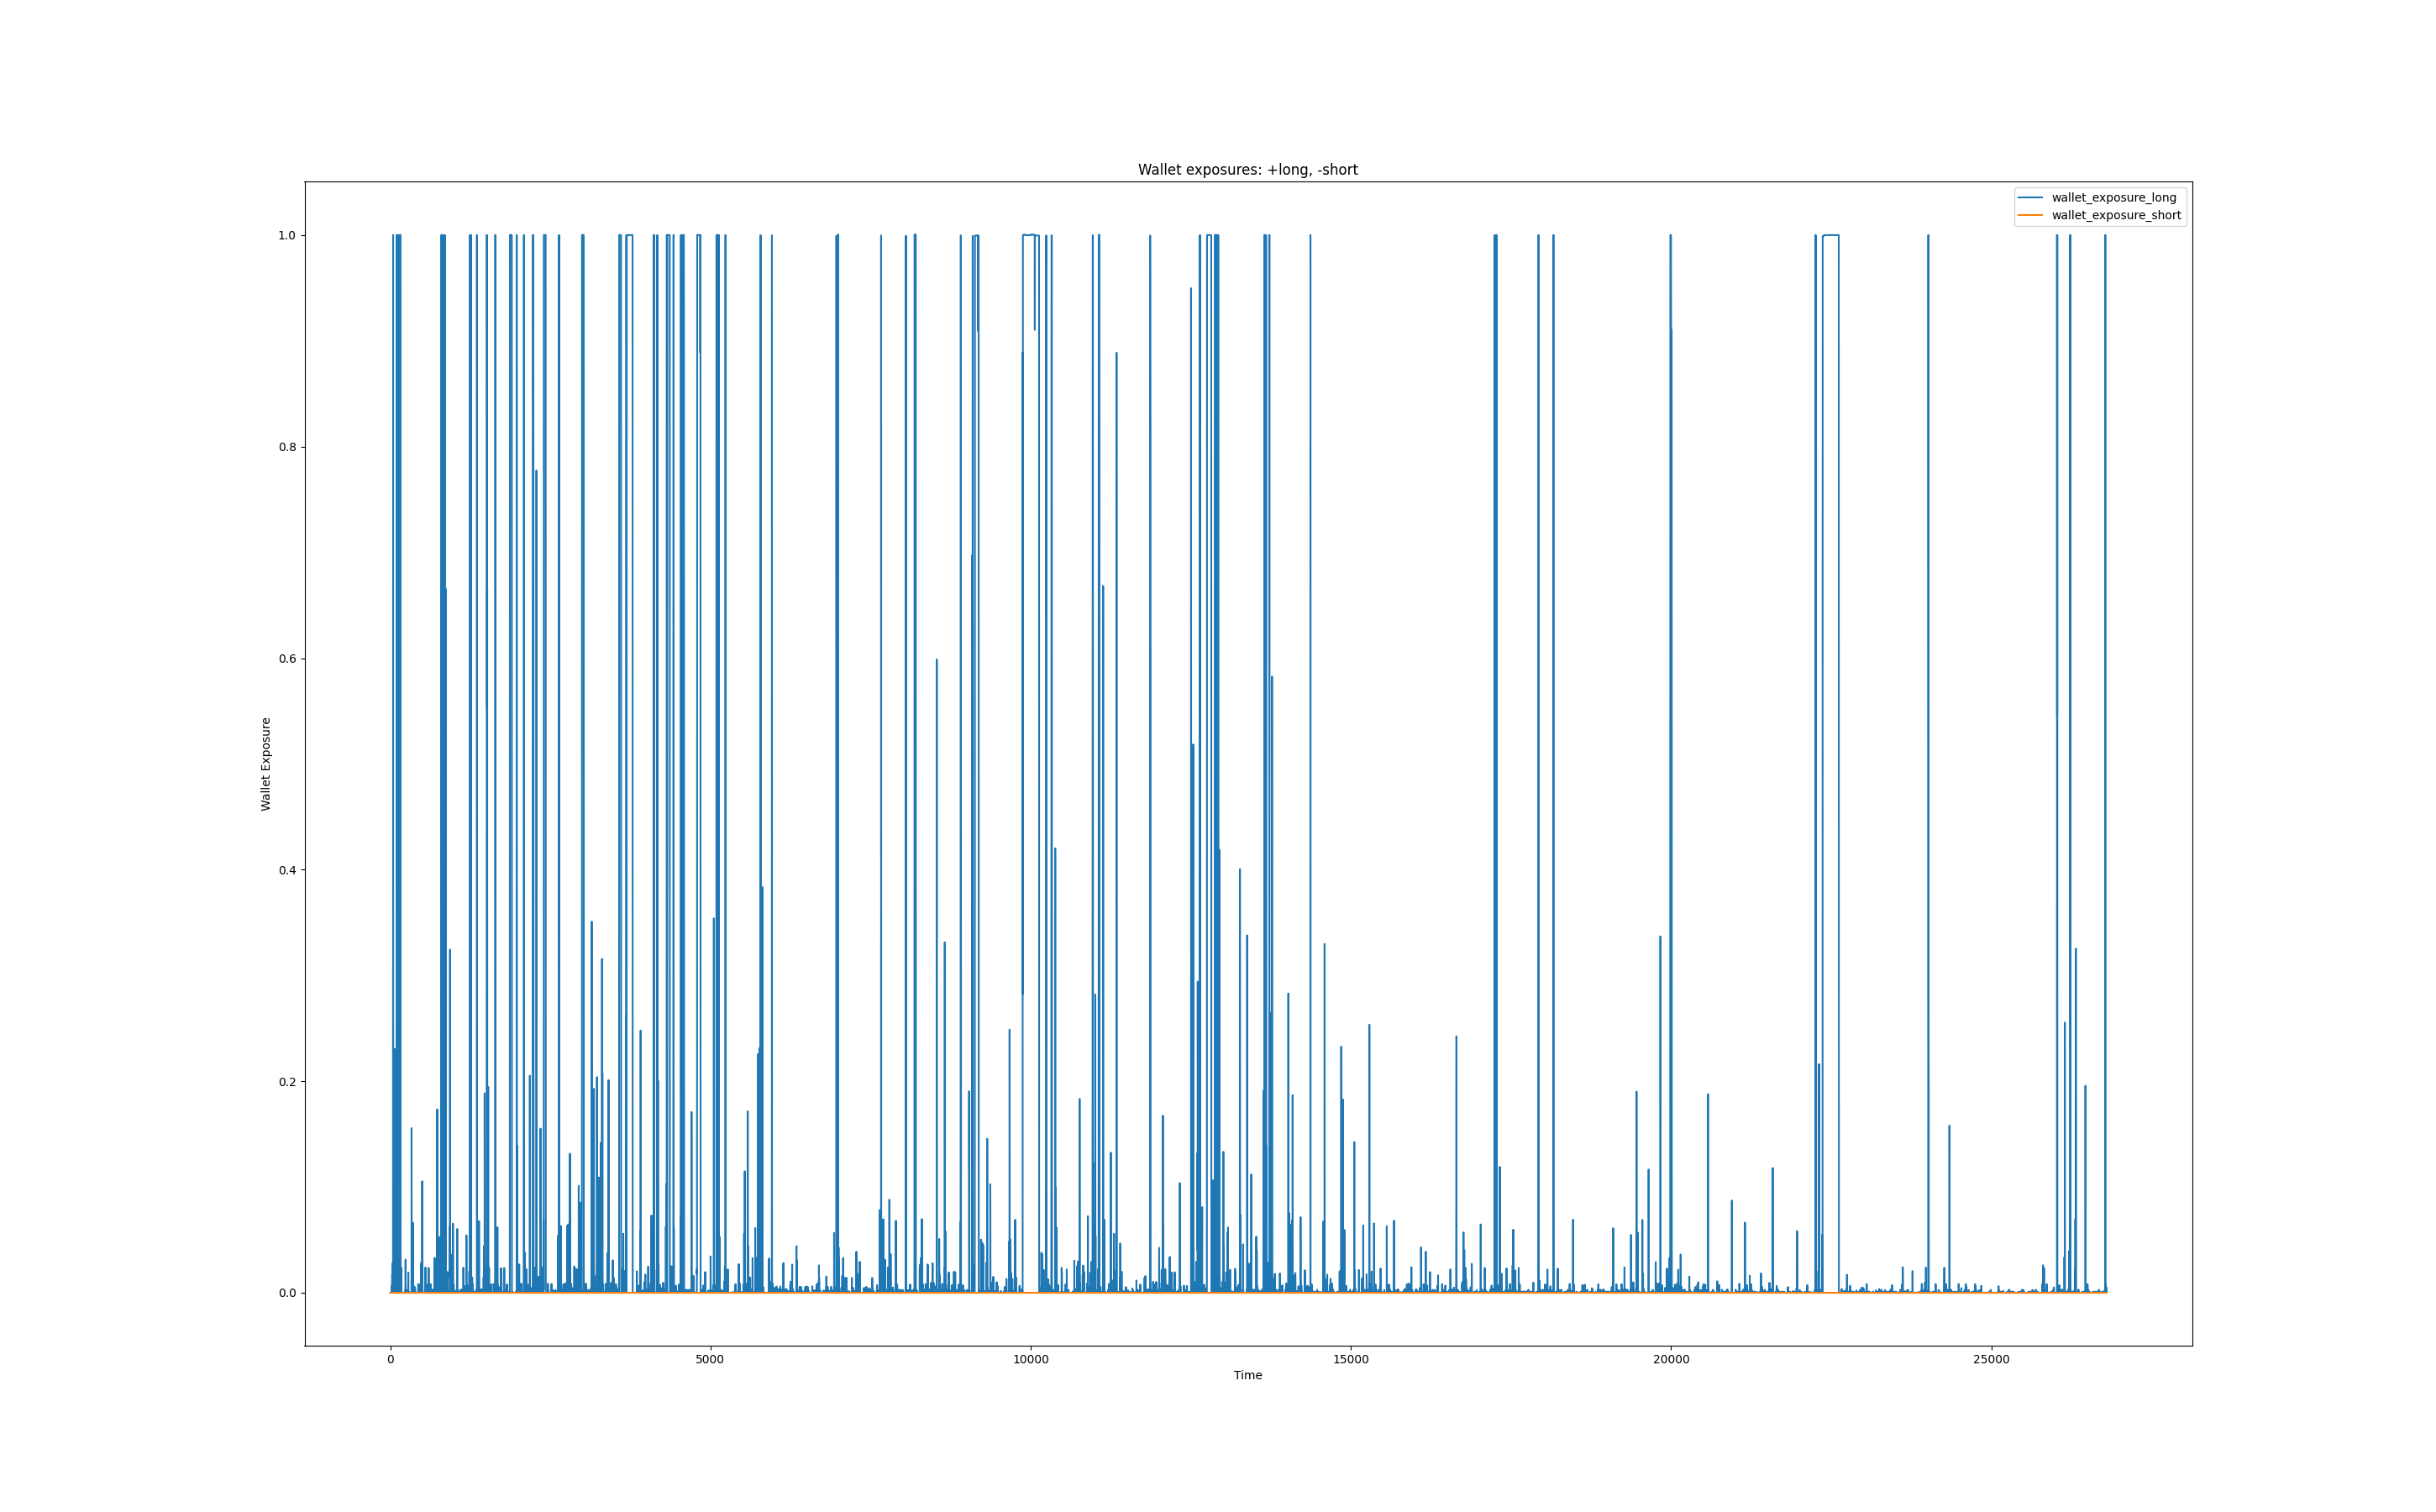 Wallet exposures: +long, -short
wallet_exposure_long
wallet_exposure_short
1.0
0.8
0.6
0.4
0.2
0.0
Wallet Exposure
0 5000 10000 15000 20000 25000
Time